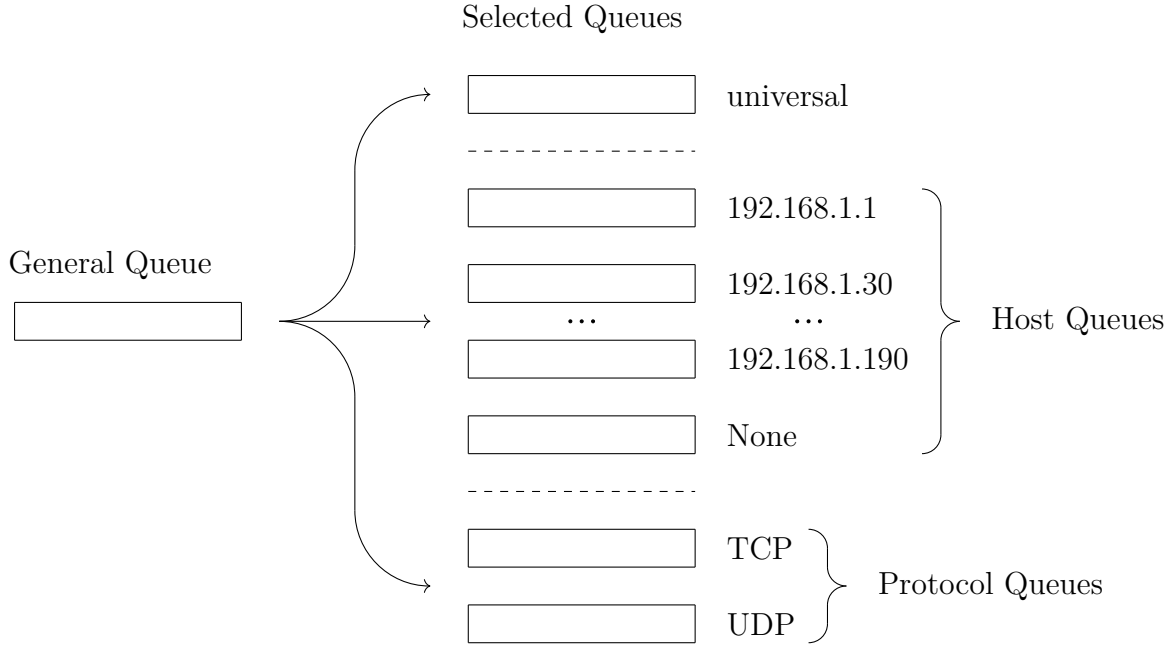 Selected Queues
universal
192.168.1.1
General Queue
192.168.1.30
...
...
Host Queues
192.168.1.190
None
TCP
Protocol Queues
UDP